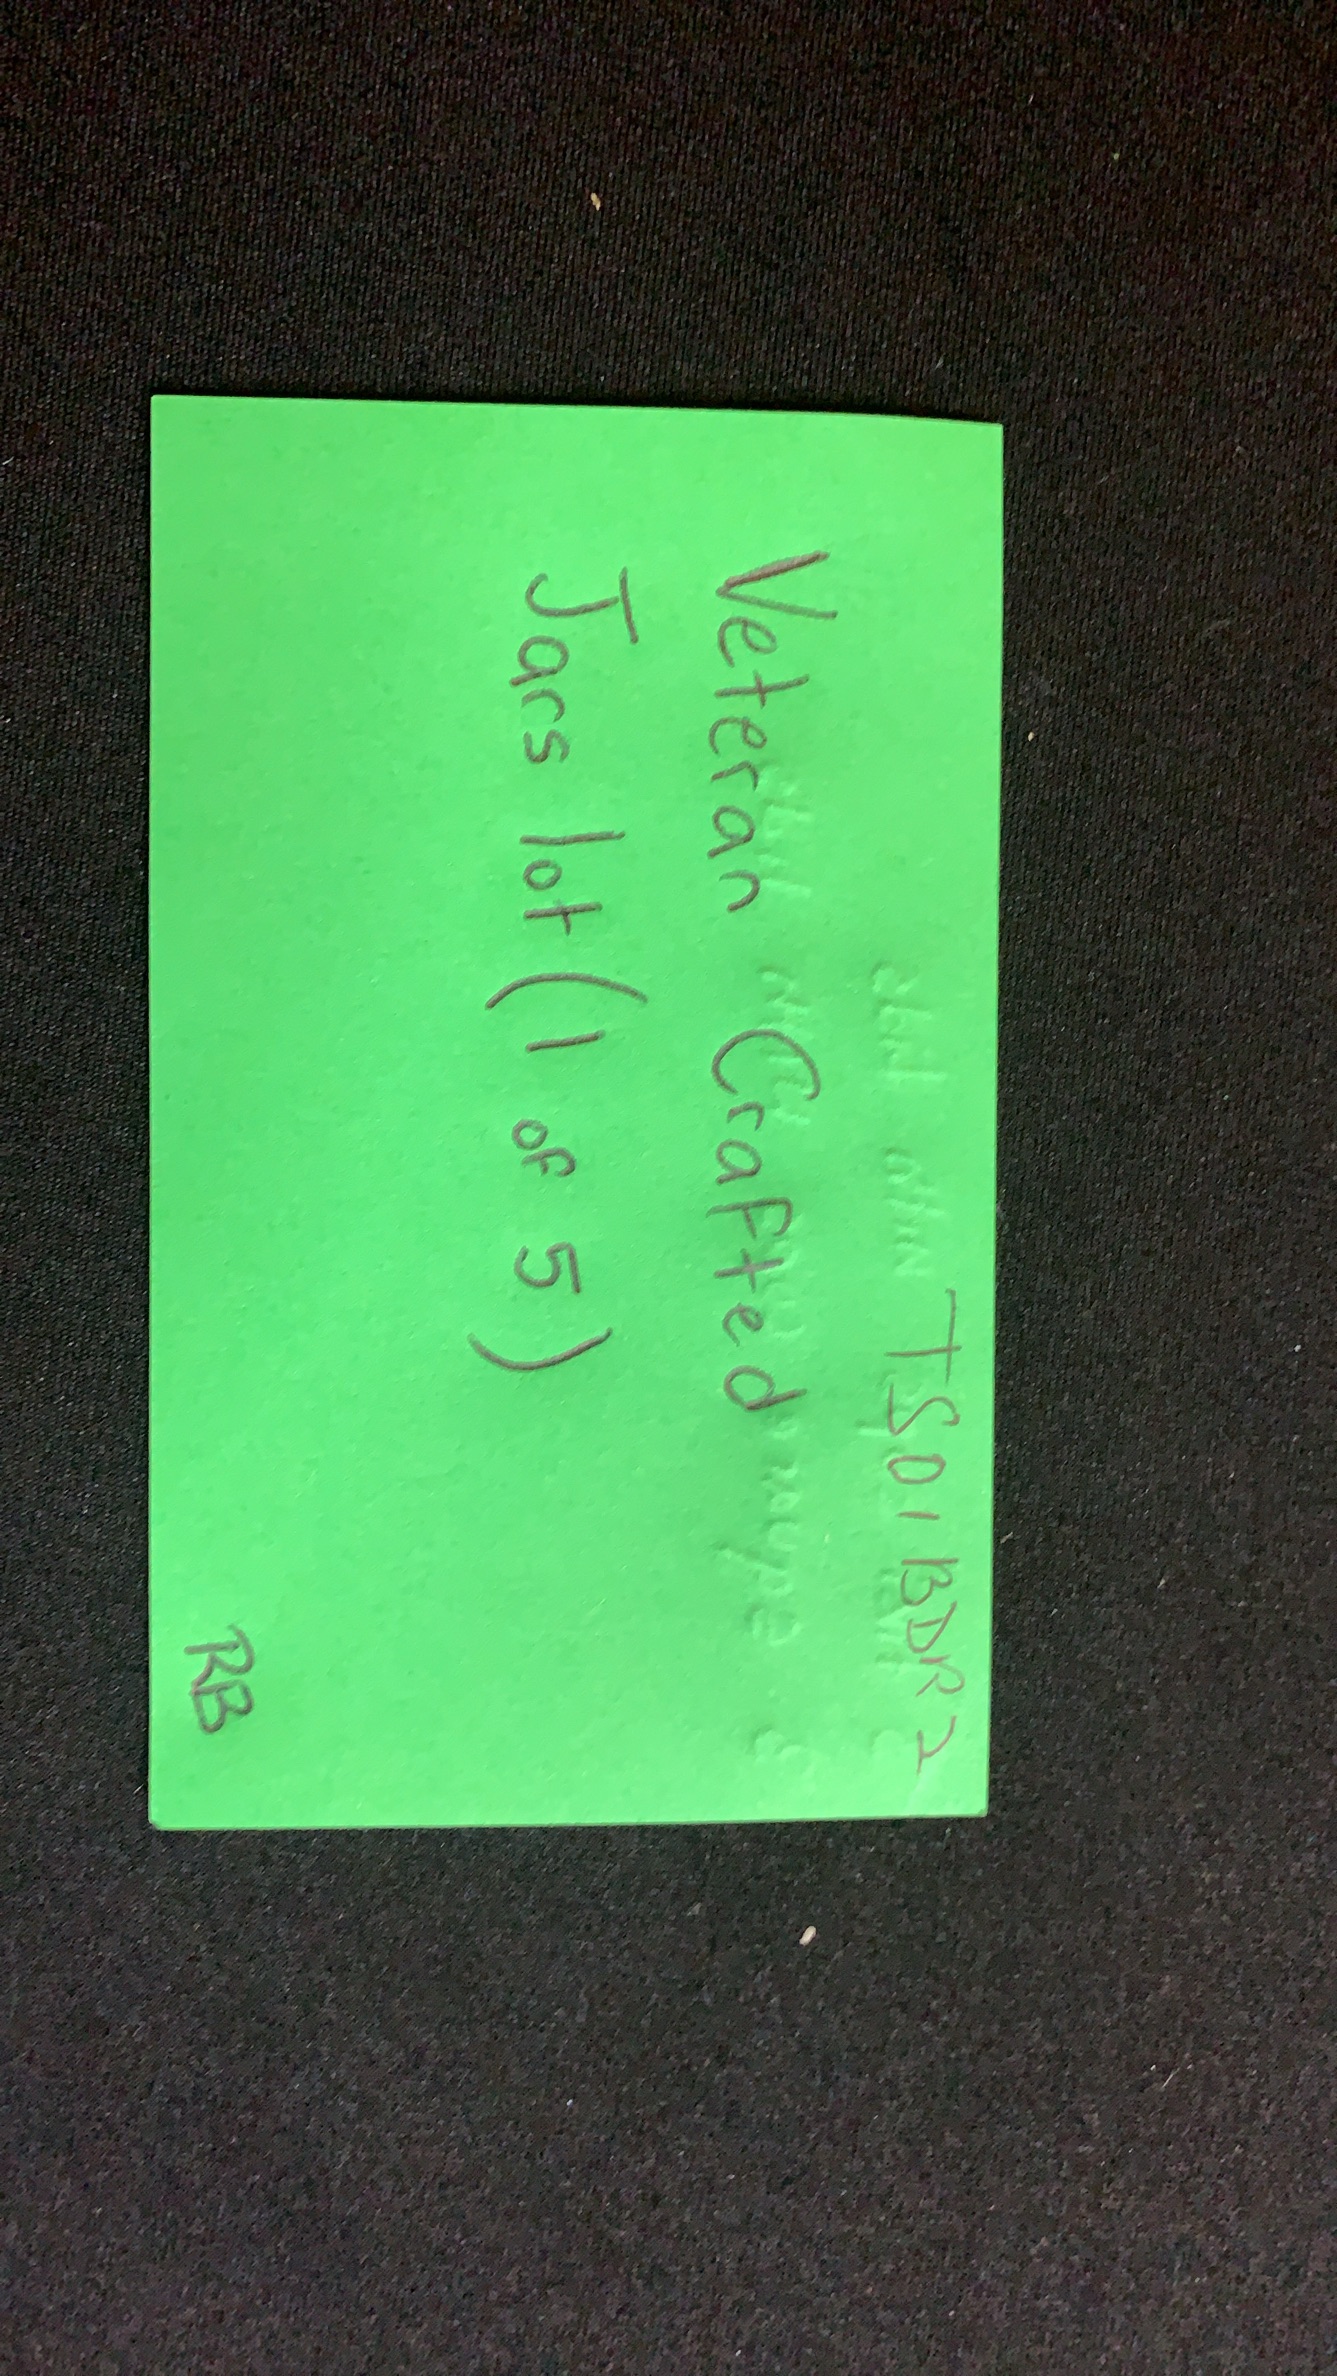 TS01BDR2
Veteran Crafted
Jars lot (1 of 5)
RB